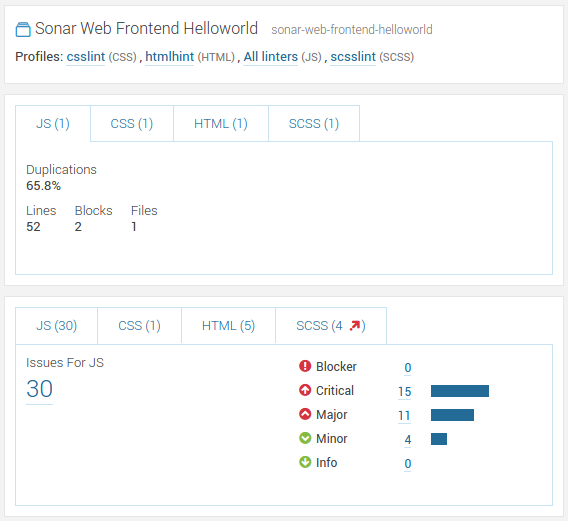 Sonar Web Frontend Helloworld sonar-web-frontend-helloworld
Profiles: csslint (CSS) , htmlhint (HTML) , All linters (JS) , scsslint (SCSS)
JS (1) CSS (1) HTML (1) SCSS (1)
Duplications
65.8%
Lines Blocks Files
52 2 1
JS (30) CSS (1) HTML (5) SCSS (4 )
Issues For JS
30
Blocker 0
Critical 15
Major 11
Minor 4
Info 0